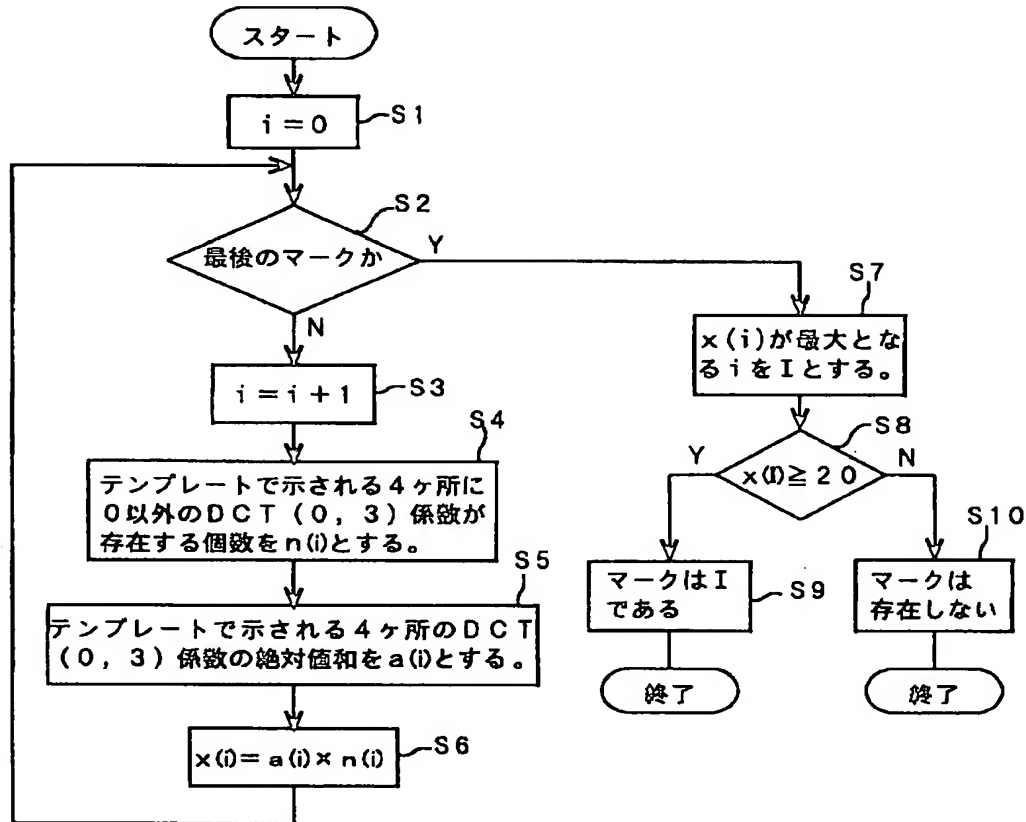 スタート
i=0
S1
S2
最後のマークか
Y
N
i=i+1
S3
S4
テンプレートで示される4ヶ所に
0以外のDCT(0,3)係数が
存在する個数をn(i)とする。
S5
テンプレートで示される4ヶ所のDCT
(0,3)係数の絶対値和をa(i)とする。
x(i)=a(i)×n(i)
S6
S7
x(i)が最大とな
るiをIとする。
S8
Y
x(I)≧20
N
マークはI
である
S9
S10
マークは
存在しない
終了
終了